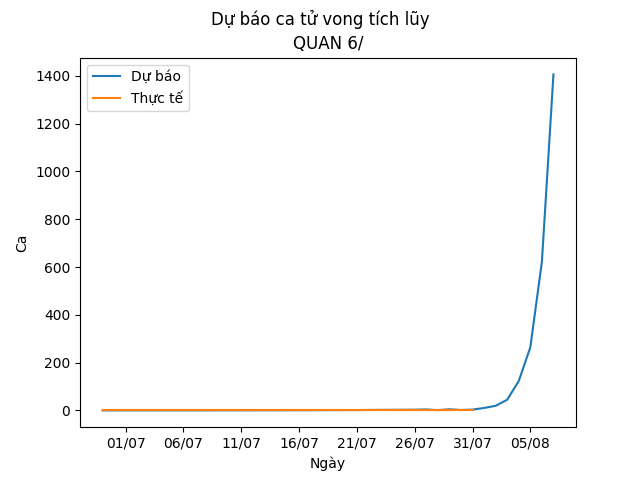 Dự báo ca tử vong tích lũy
QUAN 6/
Dự báo
Thực tế
1400
1200
1000
800
600
400
200
0
Ca
01/07 06/07 11/07 16/07 21/07 26/07 31/07 05/08
Ngày